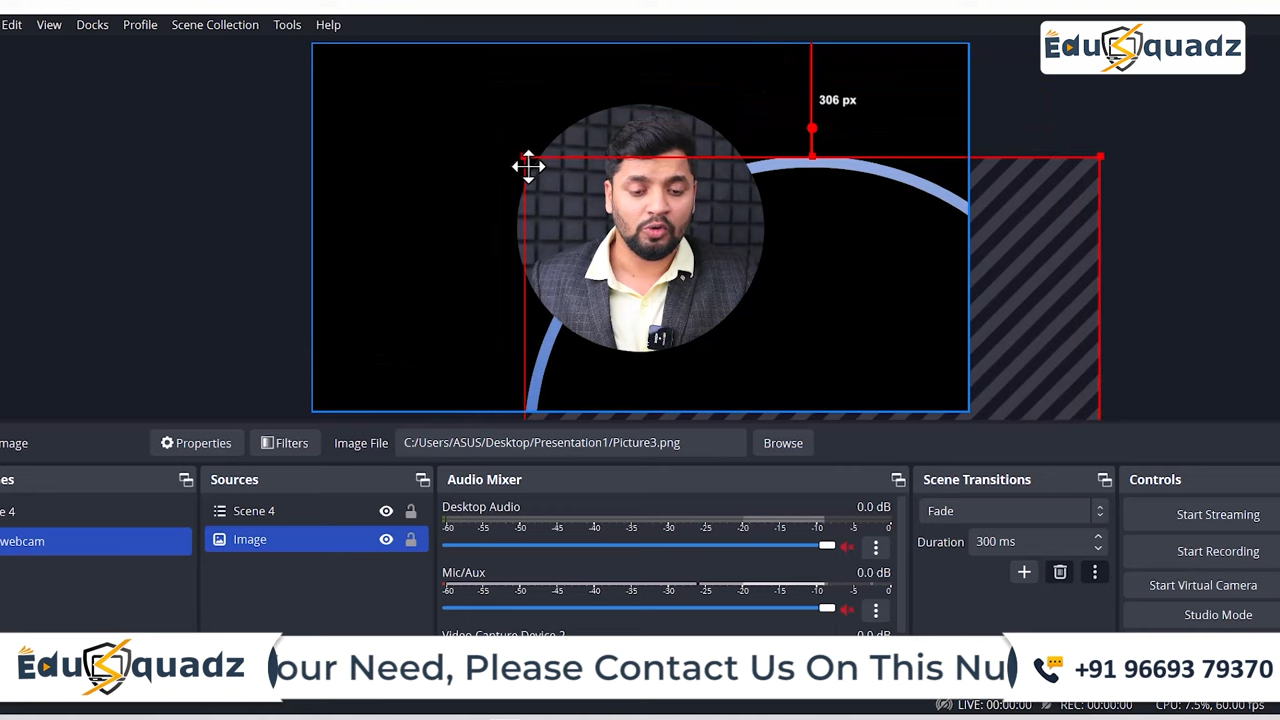 Edit View Docks Profile Scene Collection Tools Help
EduSquadz
306 px
mage Properties Filters Image File C:/Users/ASUS/Desktop/Presentation1/Picture3.png Browse
es Sources Audio Mixer Scene Transitions Controls
e 4 Scene 4 Desktop Audio 0.0 dB Fade Start Streaming
-60 -55 -50 -45 -40 -35 -30 -25 -20 -15 -10 -5 0
webcam Image Duration 300 ms Start Recording
Mic/Aux 0.0 dB
-60 -55 -50 -45 -40 -35 -30 -25 -20 -15 -10 -5 0
Start Virtual Camera
Studio Mode
Video Capture Device 2
EduSquadz our Need, Please Contact Us On This Nu +91 96693 79370
LIVE: 00:00:00 REC: 00:00:00 CPU: 7.5%, 60.00 fps